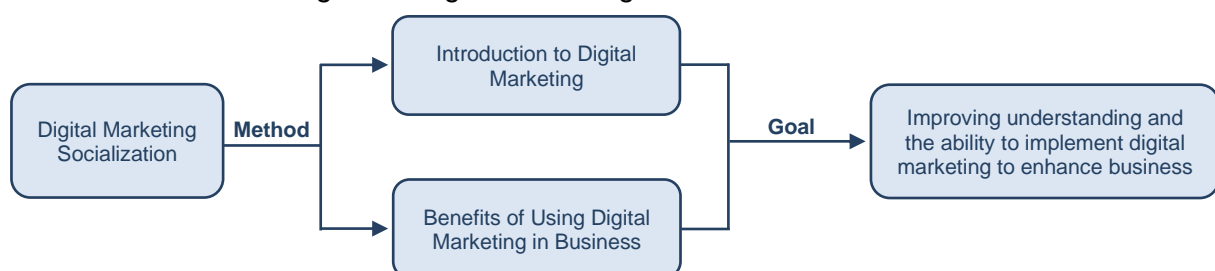 Introduction to Digital
Marketing
Digital Marketing
Socialization
Method
Goal
Improving understanding and
the ability to implement digital
marketing to enhance business
Benefits of Using Digital
Marketing in Business